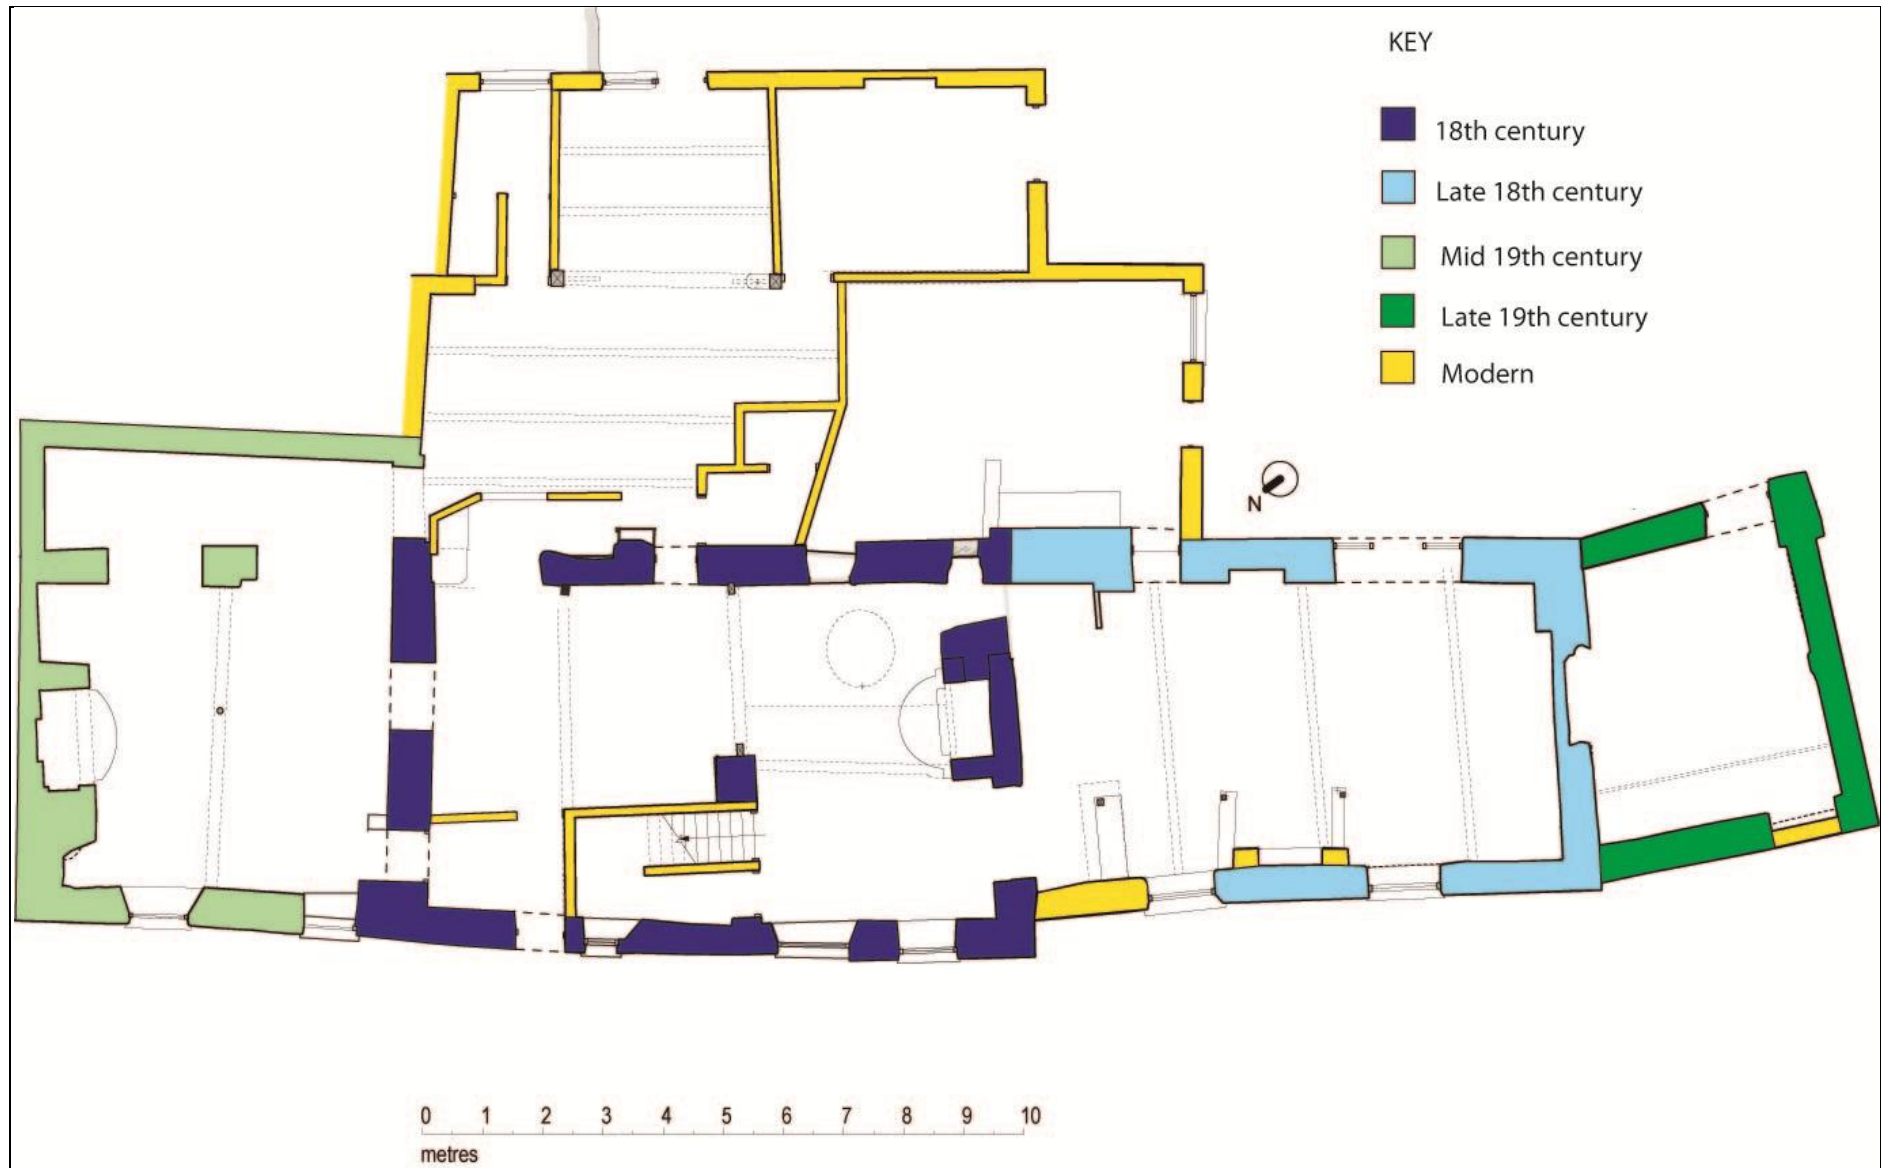 KEY
18th century
Late 18th century
Mid 19th century
Late 19th century
Modern
N
0 1 2 3 4 5 6 7 8 9 10
metres